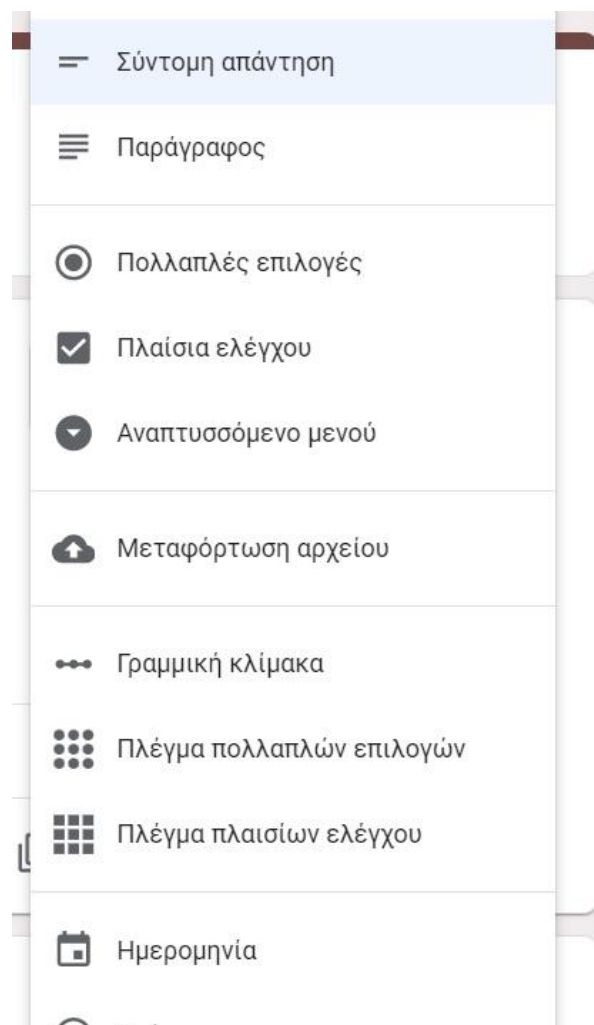 Σύντομη απάντηση
Παράγραφος
Πολλαπλές επιλογές
Πλαίσια ελέγχου
Αναπτυσσόμενο μενού
Μεταφόρτωση αρχείου
Γραμμική κλίμακα
Πλέγμα πολλαπλών επιλογών
Πλέγμα πλαισίων ελέγχου
Ημερομηνία